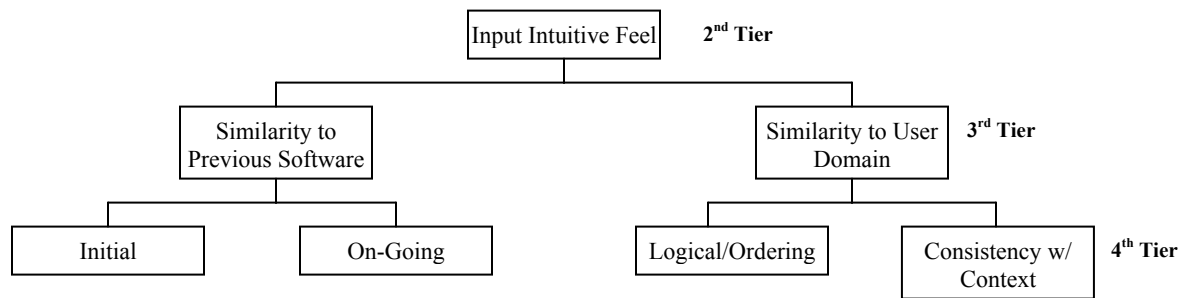 Input Intuitive Feel 2nd Tier
Similarity to
Previous Software
Similarity to User
Domain
3rd Tier
Initial
On-Going
Logical/Ordering
Consistency w/
Context
4th Tier